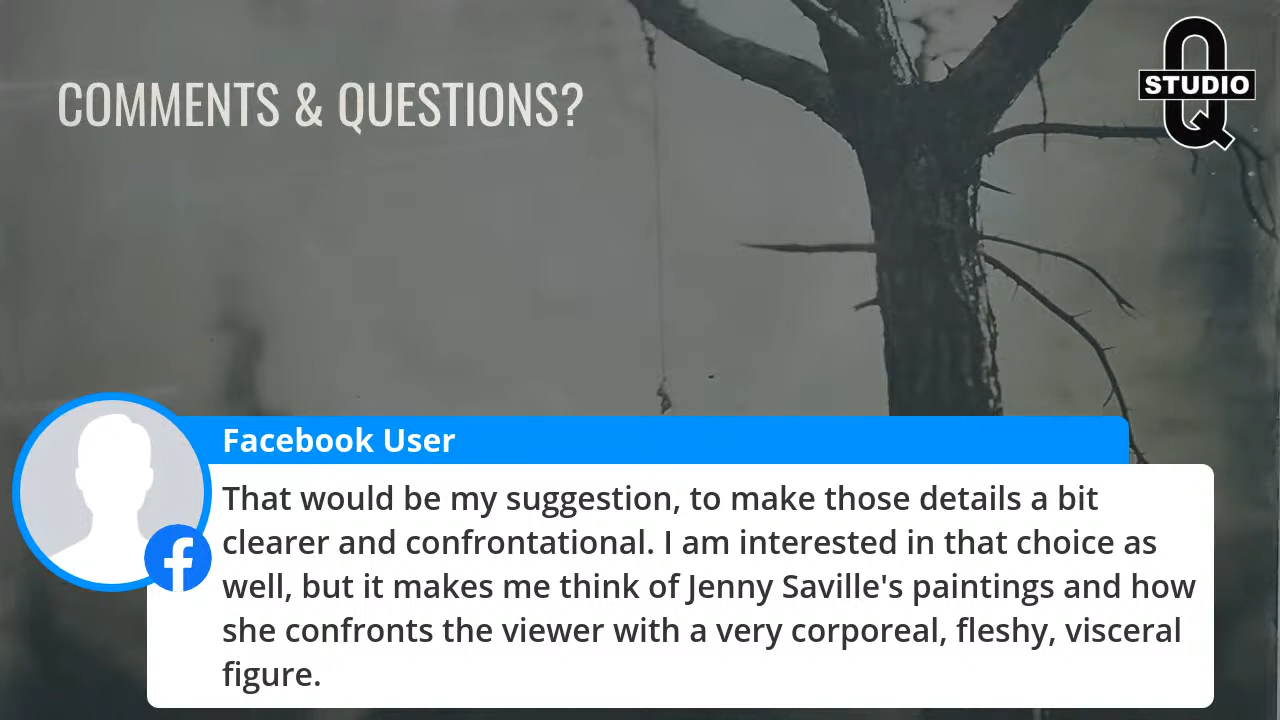 COMMENTS & QUESTIONS?
STUDIO
Q
Facebook User
That would be my suggestion, to make those details a bit
clearer and confrontational. I am interested in that choice as
well, but it makes me think of Jenny Saville's paintings and how
she confronts the viewer with a very corporeal, fleshy, visceral
figure.